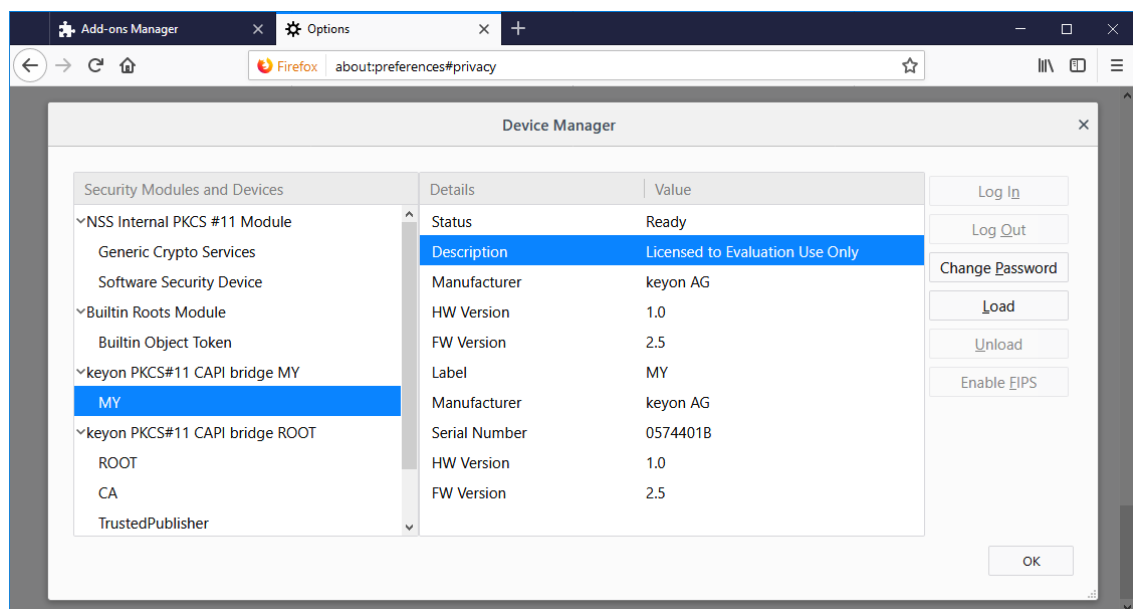 Add-ons Manager
Options
Firefox about:preferences#privacy
Device Manager
Security Modules and Devices Details Value
NSS Internal PKCS #11 Module Status Ready Log In
Generic Crypto Services Description Licensed to Evaluation Use Only Log Out
Software Security Device Manufacturer keyon AG Change Password
Builtin Roots Module HW Version 1.0 Load
Builtin Object Token FW Version 2.5 Unload
keyon PKCS#11 CAPI bridge MY Label MY Enable FIPS
MY Manufacturer keyon AG
keyon PKCS#11 CAPI bridge ROOT Serial Number 0574401B
ROOT HW Version 1.0
CA FW Version 2.5
TrustedPublisher
OK